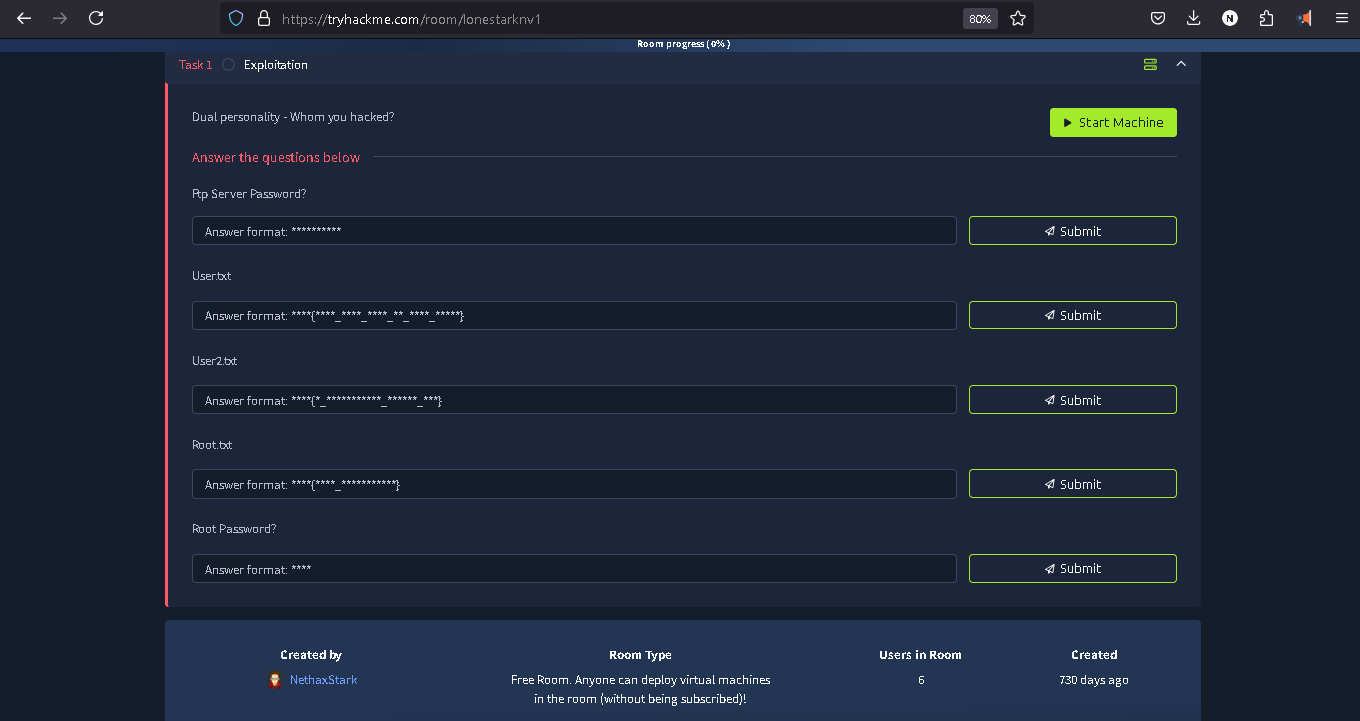 https://tryhackme.com/room/lonestarknv1
80%
N
Room progress ( 0% )
Task 1 Exploitation
Dual personality - Whom you hacked?
Start Machine
Answer the questions below
Ftp Server Password?
Answer format: **********
Submit
User.txt
Answer format: ****{****_****_****_**_****_*****}
Submit
User2.txt
Answer format: ****{*_***********_******_***}
Submit
Root.txt
Answer format: ****{****_***********}
Submit
Root Password?
Answer format: ****
Submit
Created by
NethaxStark
Room Type
Free Room. Anyone can deploy virtual machines
in the room (without being subscribed)!
Users in Room
6
Created
730 days ago